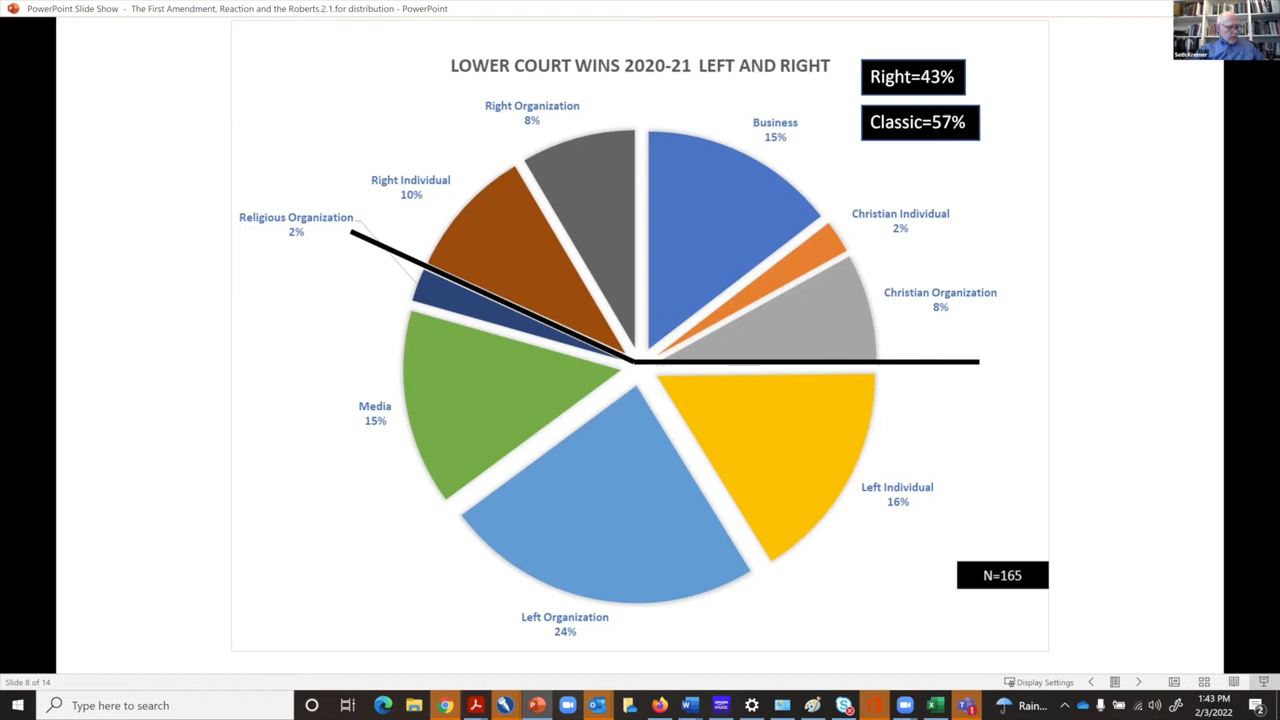 PowerPoint Slide Show - The First Amendment, Reaction and the Roberts.2.1.for distribution - PowerPoint
Seth Kreimer
LOWER COURT WINS 2020-21 LEFT AND RIGHT
Right=43%
Classic=57%
Right Organization
8%
Business
15%
Right Individual
10%
Religious Organization
2%
Christian Individual
2%
Christian Organization
8%
Media
15%
Left Individual
16%
Left Organization
24%
N=165
Slide 8 of 14
Display Settings
Type here to search
Rain...
1:43 PM
2/3/2022